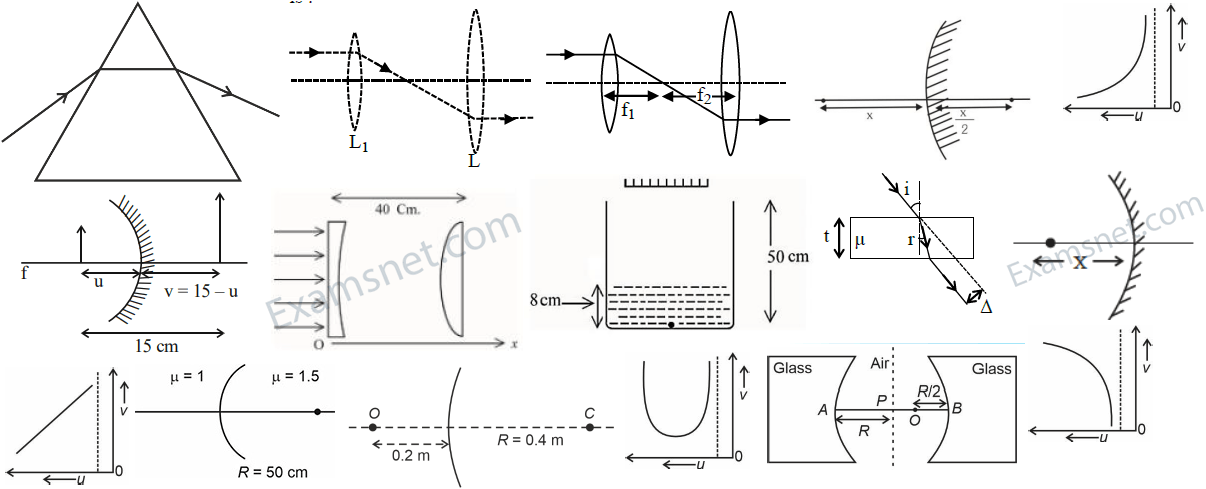 L₁
L
f₁
f₂
x
x/2
v
u
0
f
u
v = 15 – u
15 cm
40 Cm.
O
x
8 cm
50 cm
t
μ
i
r
Δ
X
Examsnet.com
Examsnet.com
v
u
0
μ = 1
μ = 1.5
R = 50 cm
O
C
0.2 m
R = 0.4 m
v
u
0
Glass
Air
Glass
A
P
R/2
O
B
R
v
u
0